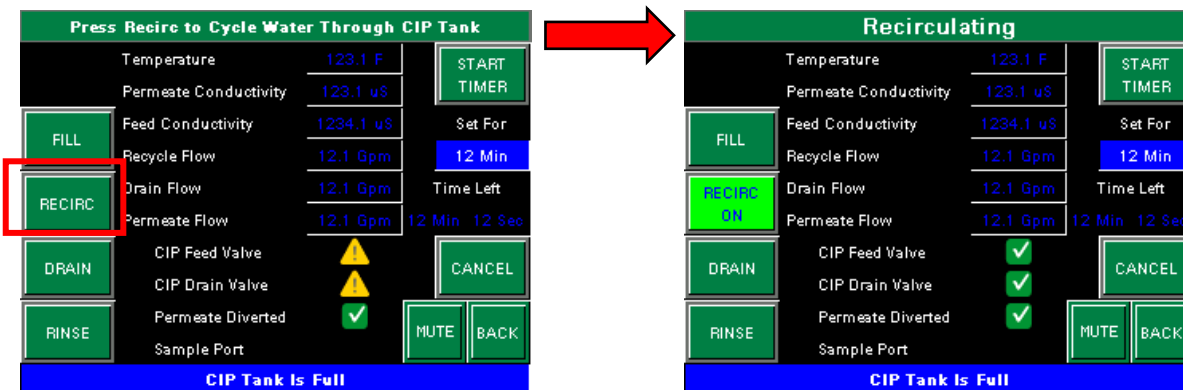 Press Recirc to Cycle Water Through CIP Tank
Temperature 123.1 F START TIMER
Permeate Conductivity 123.1 uS
FILL Feed Conductivity 1234.1 uS Set For
Recycle Flow 12.1 Gpm 12 Min
RECIRC Drain Flow 12.1 Gpm Time Left
Permeate Flow 12.1 Gpm 12 Min 12 Sec
DRAIN CIP Feed Valve CANCEL
CIP Drain Valve
RINSE Permeate Diverted MUTE BACK
Sample Port
CIP Tank Is Full
Recirculating
Temperature 123.1 F START TIMER
Permeate Conductivity 123.1 uS
FILL Feed Conductivity 1234.1 uS Set For
Recycle Flow 12.1 Gpm 12 Min
RECIRC ON Drain Flow 12.1 Gpm Time Left
Permeate Flow 12.1 Gpm 12 Min 12 Sec
DRAIN CIP Feed Valve CANCEL
CIP Drain Valve
RINSE Permeate Diverted MUTE BACK
Sample Port
CIP Tank Is Full